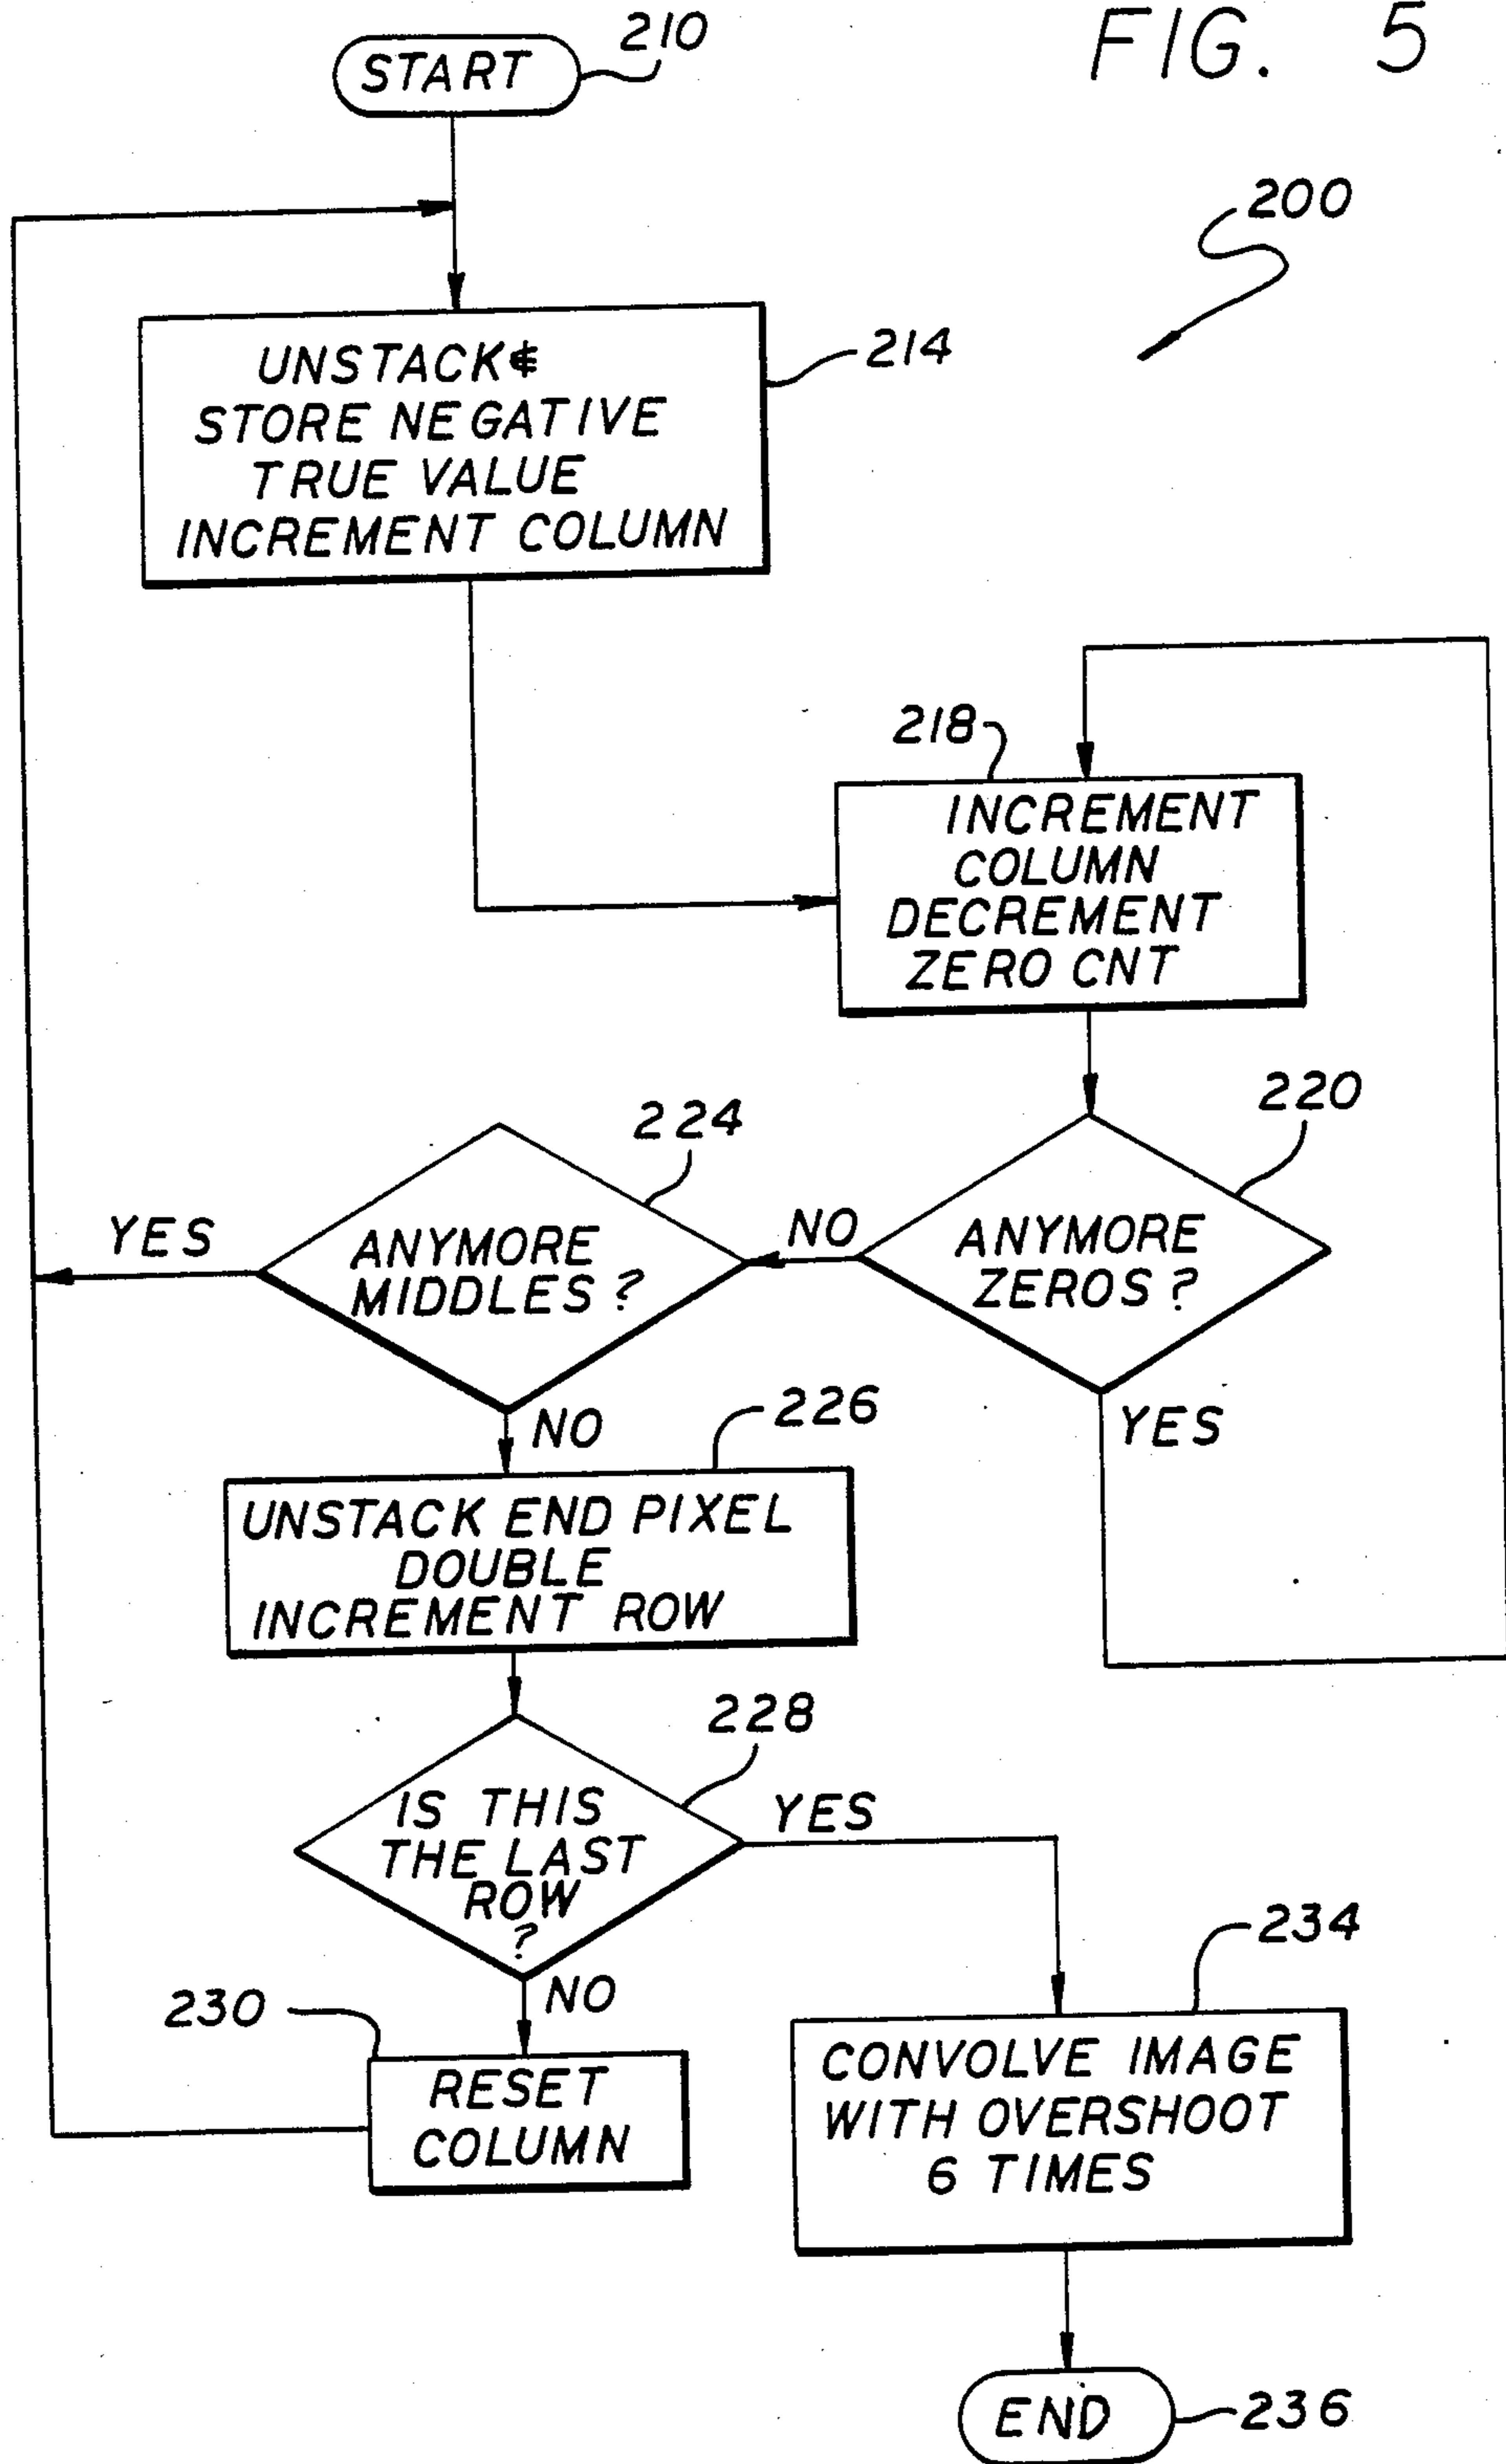 FIG. 5
START
210
200
UNSTACK &
STORE NEGATIVE
TRUE VALUE
INCREMENT COLUMN
214
218
INCREMENT
COLUMN
DECREMENT
ZERO CNT
220
ANYMORE
ZEROS?
YES
NO
224
ANYMORE
MIDDLES?
YES
NO
226
UNSTACK END PIXEL
DOUBLE
INCREMENT ROW
228
IS THIS
THE LAST
ROW
?
YES
NO
230
RESET
COLUMN
234
CONVOLVE IMAGE
WITH OVERSHOOT
6 TIMES
END
236